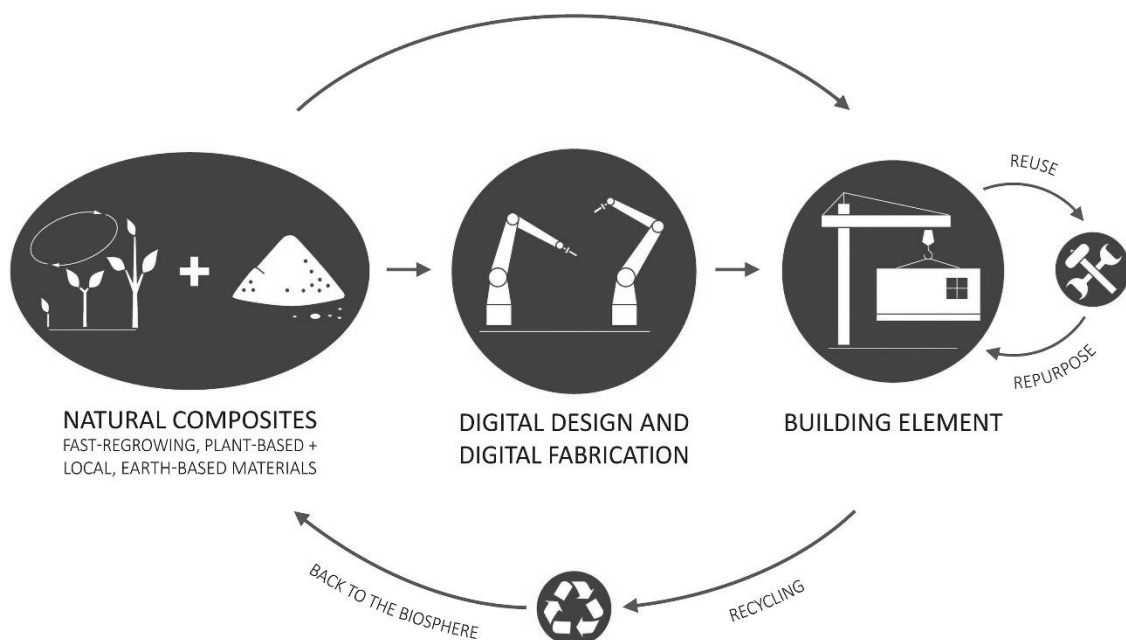 REUSE
REPURPOSE
NATURAL COMPOSITES
FAST-REGROWING, PLANT-BASED +
LOCAL, EARTH-BASED MATERIALS
DIGITAL DESIGN AND
DIGITAL FABRICATION
BUILDING ELEMENT
BACK TO THE BIOSPHERE
RECYCLING